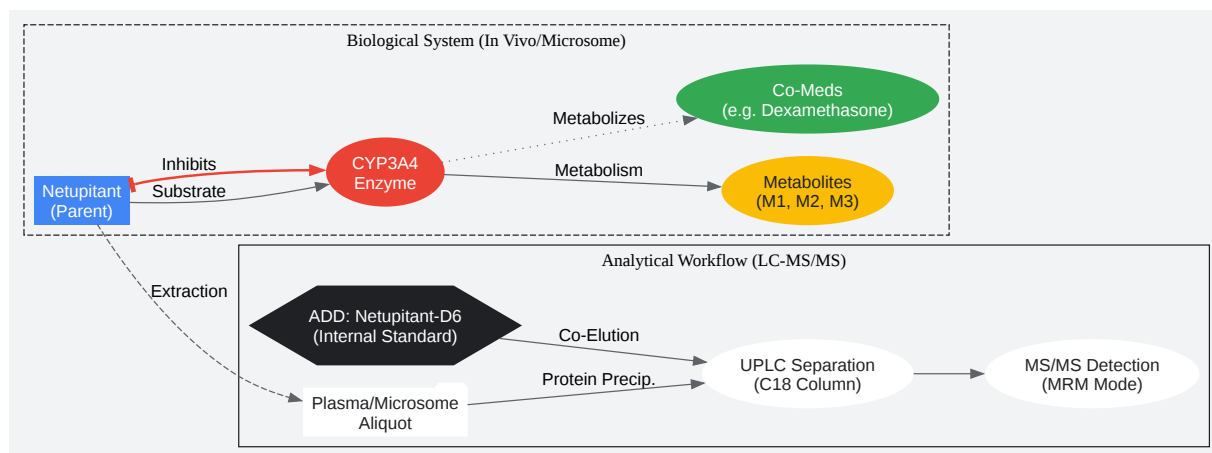 Biological System (In Vivo/Microsome)
Co-Meds
(e.g. Dexamethasone)
Metabolizes
Inhibits
CYP3A4
Enzyme
Metabolism
Netupitant
(Parent)
Substrate
Metabolites
(M1, M2, M3)
Analytical Workflow (LC-MS/MS)
Extraction
ADD: Netupitant-D6
(Internal Standard)
Co-Elution
UPLC Separation
(C18 Column)
MS/MS Detection
(MRM Mode)
Protein Precip.
Plasma/Microsome
Aliquot